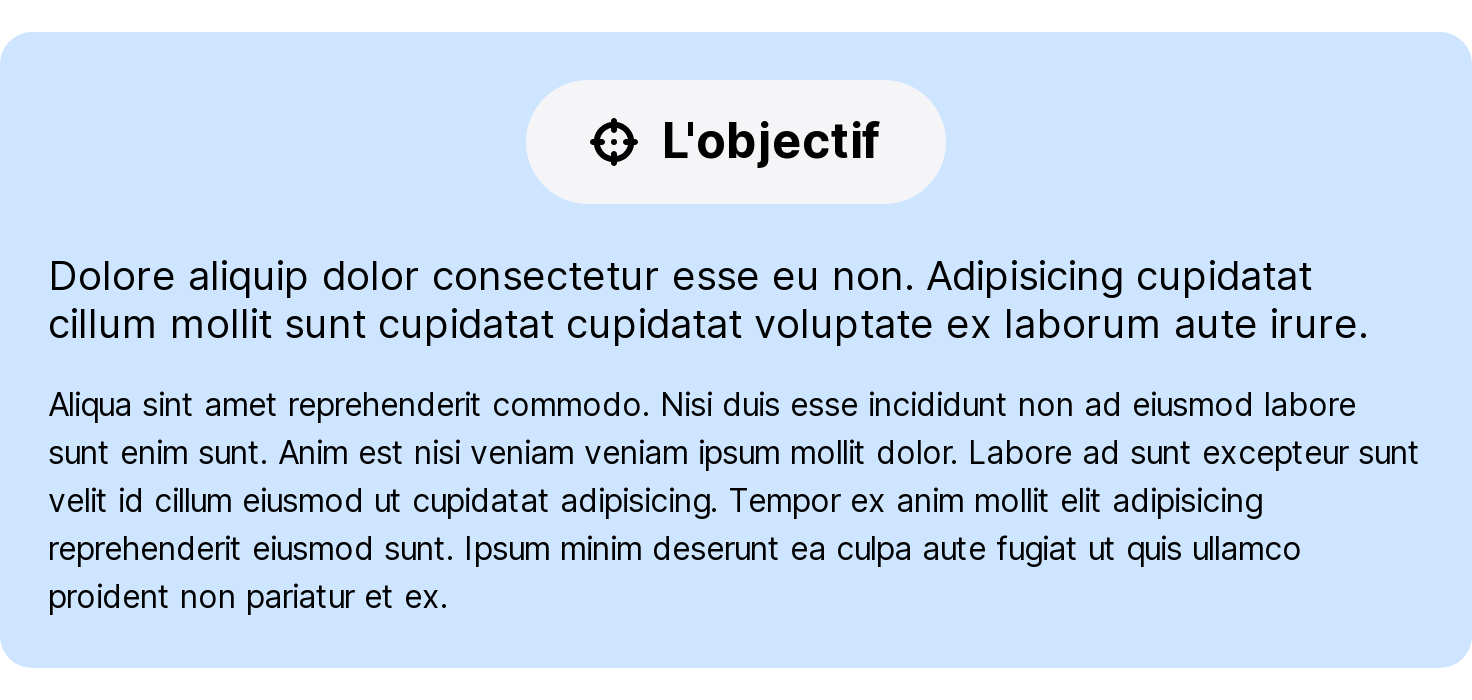 L'objectif
Dolore aliquip dolor consectetur esse eu non. Adipisicing cupidatat
cillum mollit sunt cupidatat cupidatat voluptate ex laborum aute irure.
Aliqua sint amet reprehenderit commodo. Nisi duis esse incididunt non ad eiusmod labore
sunt enim sunt. Anim est nisi veniam veniam ipsum mollit dolor. Labore ad sunt excepteur sunt
velit id cillum eiusmod ut cupidatat adipisicing. Tempor ex anim mollit elit adipisicing
reprehenderit eiusmod sunt. Ipsum minim deserunt ea culpa aute fugiat ut quis ullamco
proident non pariatur et ex.